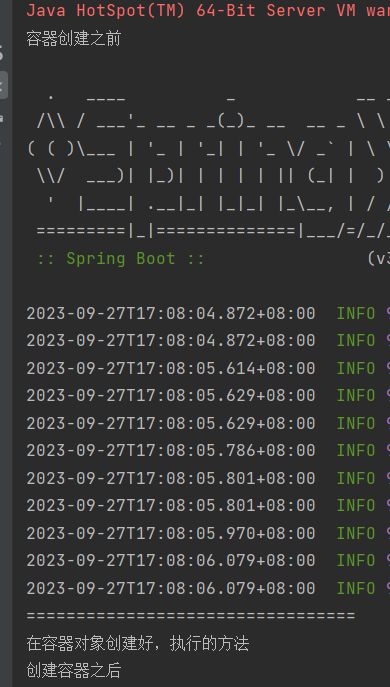 Java HotSpot(TM) 64-Bit Server VM
容器创建之前
  .   ____          _            __
 /\\ / ___'_ __ _ _(_)_ __  __ _ \ \
( ( )\___ | '_ | '_| | '_ \/ _` | \ \
 \\/  ___)| |_)| | | | | || (_| |  )
  '  |____| .__|_| |_|_| |_\__, | / /
 =========|_|==============|___/=/_/
 :: Spring Boot ::                (v3
2023-09-27T17:08:04.872+08:00  INFO
2023-09-27T17:08:04.872+08:00  INFO
2023-09-27T17:08:05.614+08:00  INFO
2023-09-27T17:08:05.629+08:00  INFO
2023-09-27T17:08:05.629+08:00  INFO
2023-09-27T17:08:05.786+08:00  INFO
2023-09-27T17:08:05.801+08:00  INFO
2023-09-27T17:08:05.801+08:00  INFO
2023-09-27T17:08:05.970+08:00  INFO
2023-09-27T17:08:06.079+08:00  INFO
2023-09-27T17:08:06.079+08:00  INFO
=================================
在容器对象创建好，执行的方法
创建容器之后